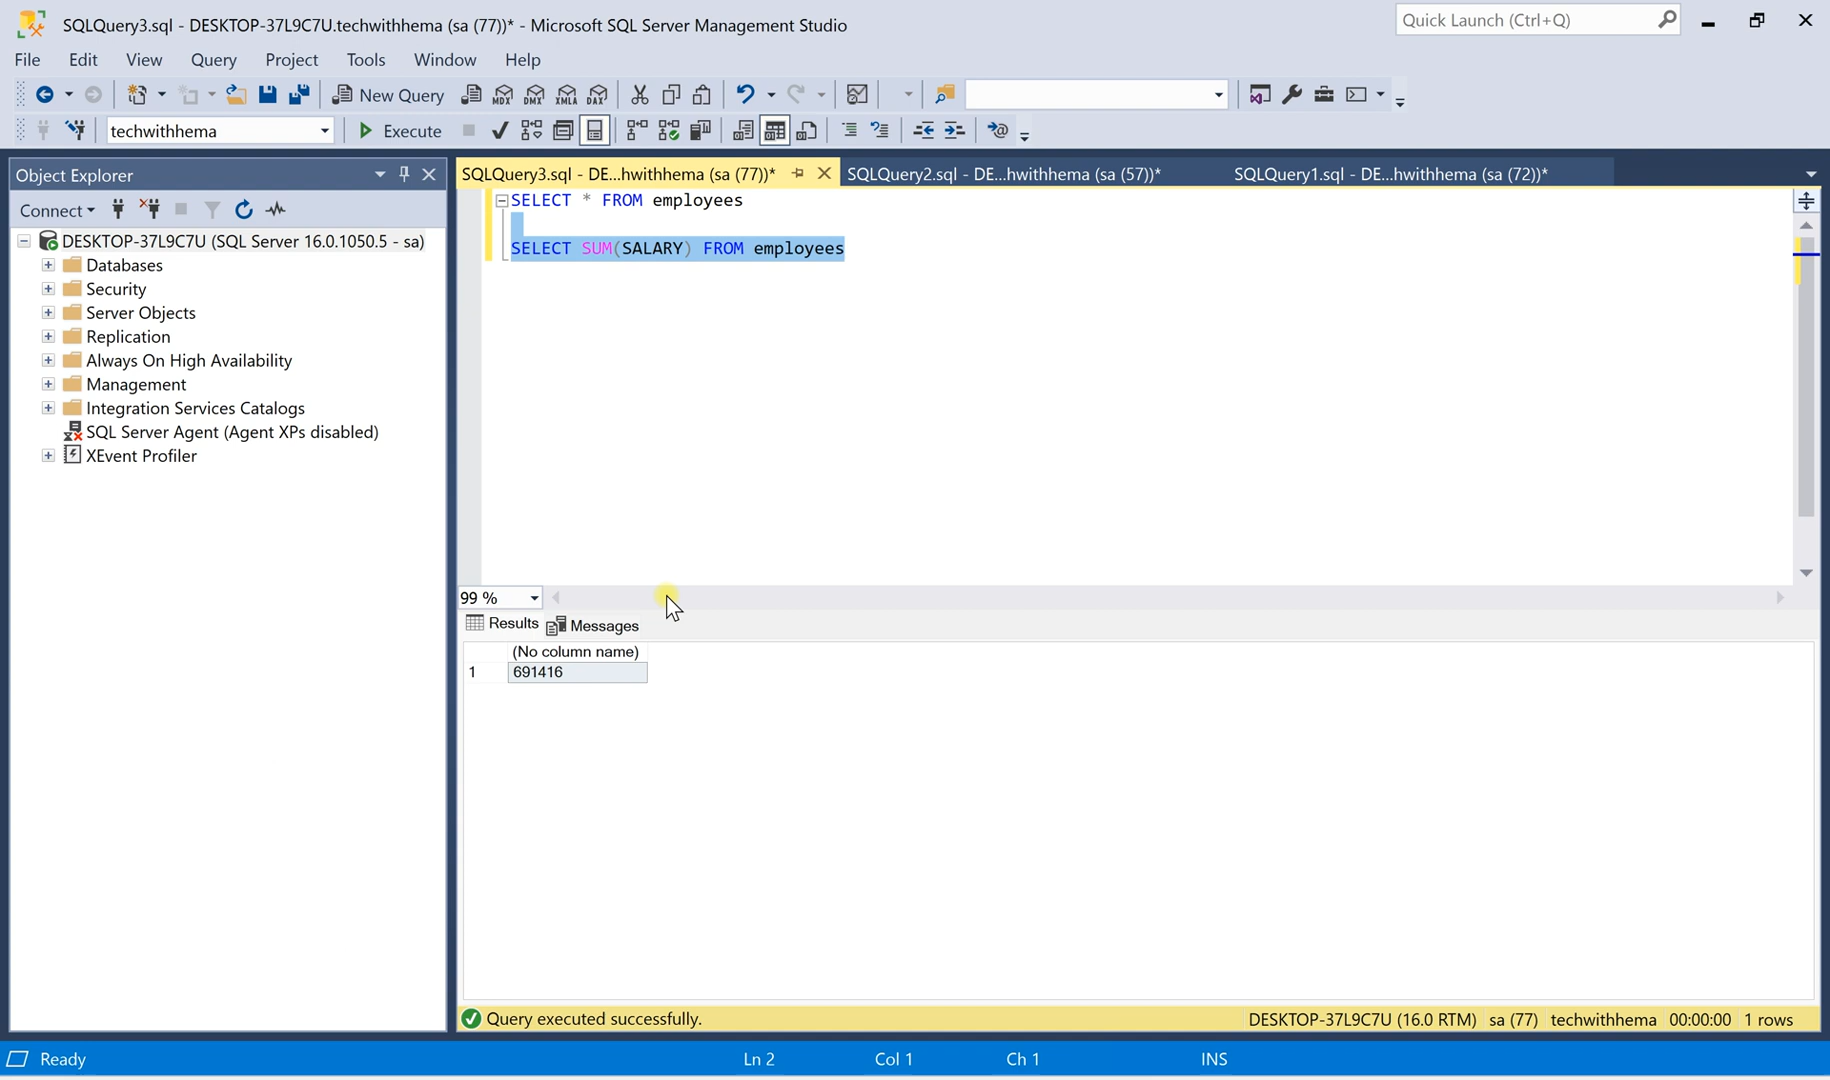 SQLQuery3.sql - DESKTOP-37L9C7U.techwithhema (sa (77))* - Microsoft SQL Server Management Studio
Quick Launch (Ctrl+Q)
File Edit View Query Project Tools Window Help
New Query MDX DMX XMLA DAX
techwithhema Execute
Object Explorer
SQLQuery3.sql - DE...hwithhema (sa (77))* SQLQuery2.sql - DE...hwithhema (sa (57))* SQLQuery1.sql - DE...hwithhema (sa (72))*
Connect
DESKTOP-37L9C7U (SQL Server 16.0.1050.5 - sa)
Databases
Security
Server Objects
Replication
Always On High Availability
Management
Integration Services Catalogs
SQL Server Agent (Agent XPs disabled)
XEvent Profiler
SELECT * FROM employees
SELECT SUM(SALARY) FROM employees
99 %
Results Messages
(No column name)
1 691416
Query executed successfully. DESKTOP-37L9C7U (16.0 RTM) sa (77) techwithhema 00:00:00 1 rows
Ready Ln 2 Col 1 Ch 1 INS